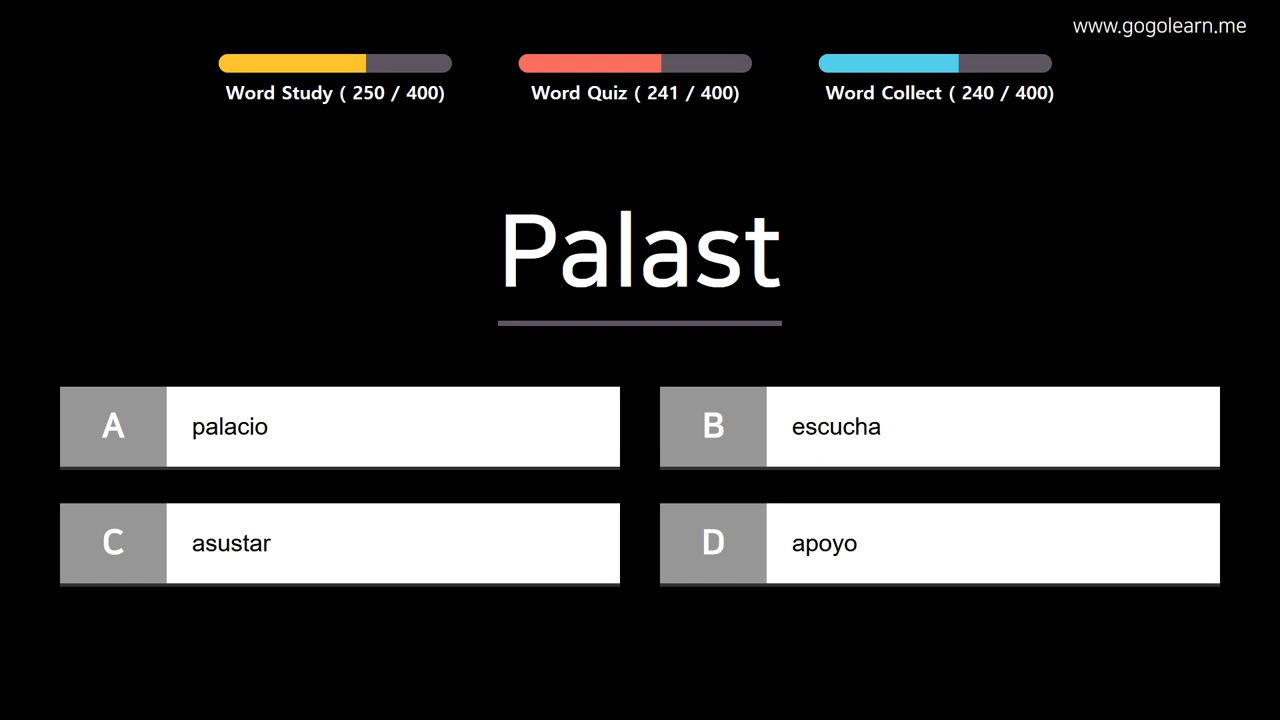 www.gogolearn.me
Word Study ( 250 / 400)
Word Quiz ( 241 / 400)
Word Collect ( 240 / 400)
Palast
A palacio
B escucha
C asustar
D apoyo